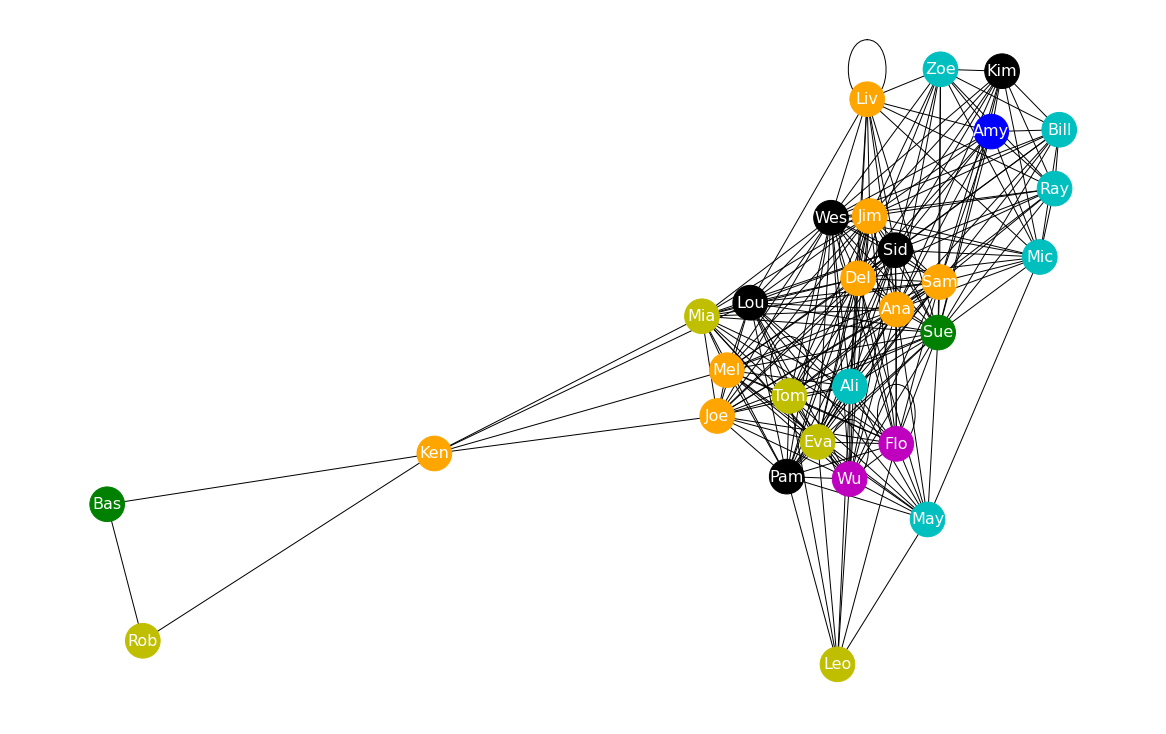 Zoe
Kim
Liv
Amy
Bill
Ray
Wes
Jim
Sid
Mic
Del
Sam
Lou
Ana
Mia
Sue
Mel
Ali
Tom
Joe
Eva
Flo
Ken
Pam
Wu
Bas
May
Rob
Leo